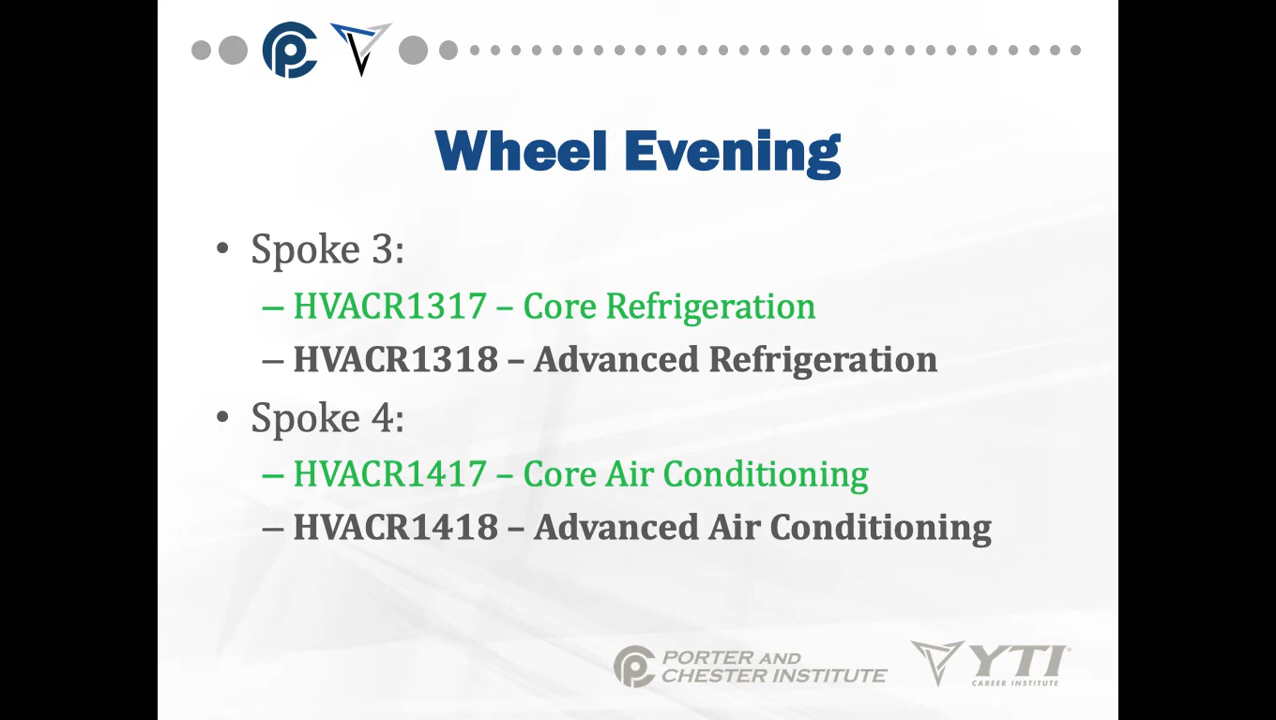 Wheel Evening
• Spoke 3:
– HVACR1317 – Core Refrigeration
– HVACR1318 – Advanced Refrigeration
• Spoke 4:
– HVACR1417 – Core Air Conditioning
– HVACR1418 – Advanced Air Conditioning
PORTER AND
CHESTER INSTITUTE
YTI
CAREER INSTITUTE